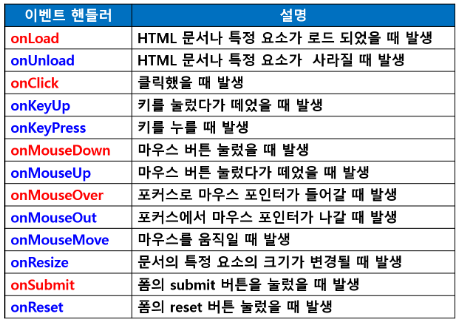 이벤트 핸들러 설명
onLoad HTML 문서나 특정 요소가 로드 되었을 때 발생
onUnload HTML 문서나 특정 요소가 사라질 때 발생
onClick 클릭했을 때 발생
onKeyUp 키를 눌렀다가 떼었을 때 발생
onKeyPress 키를 누를 때 발생
onMouseDown 마우스 버튼 눌렀을 때 발생
onMouseUp 마우스 버튼 눌렀다가 떼었을 때 발생
onMouseOver 포커스로 마우스 포인터가 들어갈 때 발생
onMouseOut 포커스에서 마우스 포인터가 나갈 때 발생
onMouseMove 마우스를 움직일 때 발생
onResize 문서의 특정 요소의 크기가 변경될 때 발생
onSubmit 폼의 submit 버튼을 눌렀을 때 발생
onReset 폼의 reset 버튼 눌렀을 때 발생